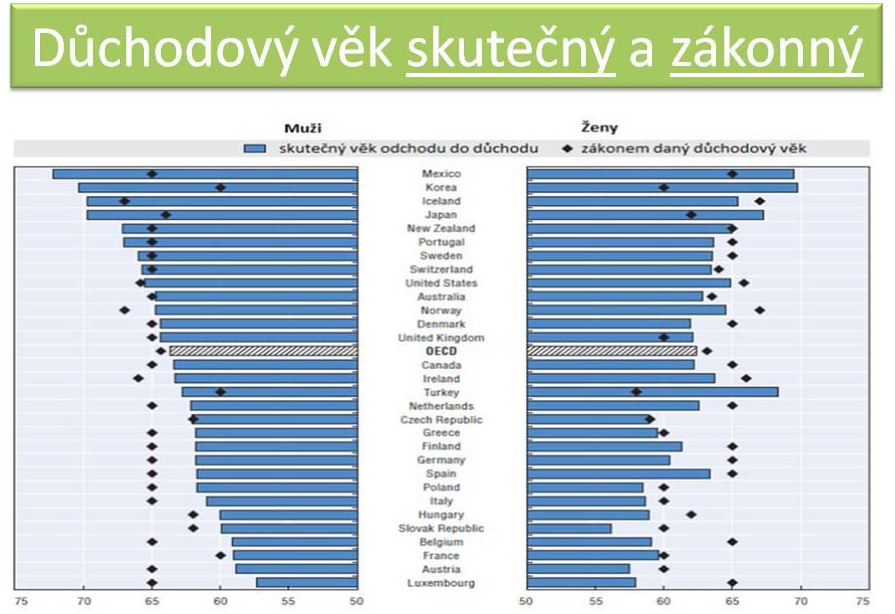 Důchodový věk skutečný a zákonný
Muži Ženy
skutečný věk odchodu do důchodu zákonem daný důchodový věk
Mexico
Korea
Iceland
Japan
New Zealand
Portugal
Sweden
Switzerland
United States
Australia
Norway
Denmark
United Kingdom
OECD
Canada
Ireland
Turkey
Netherlands
Czech Republic
Greece
Finland
Germany
Spain
Poland
Italy
Hungary
Slovak Republic
Belgium
France
Austria
Luxembourg
75 70 65 60 55 50 50 55 60 65 70 75